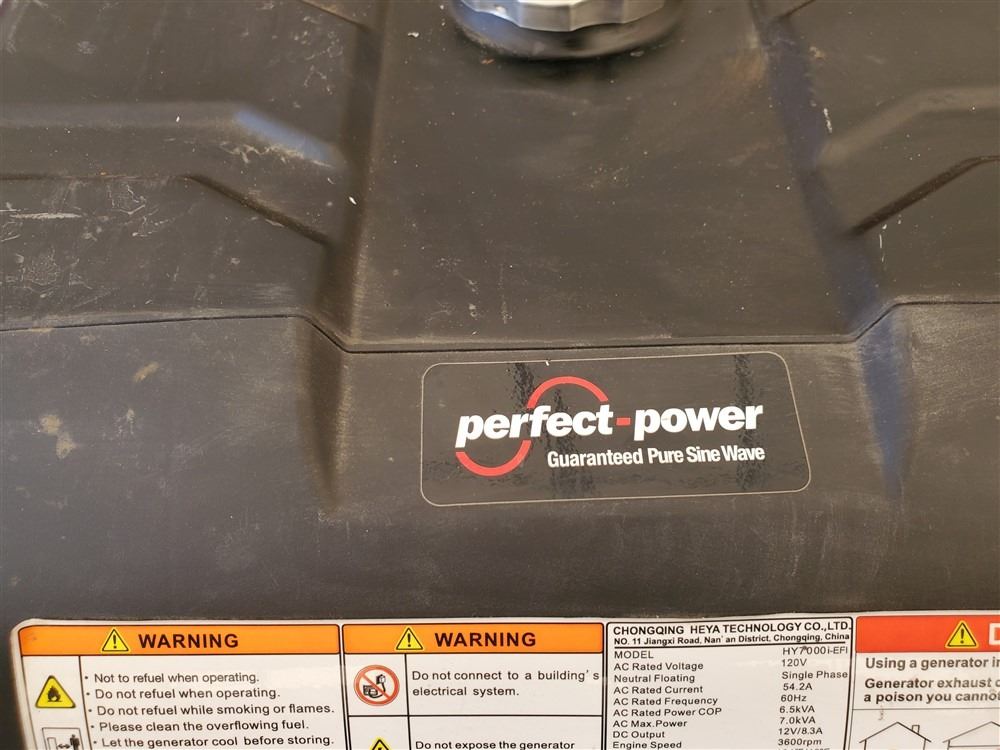 perfect-power
Guaranteed Pure Sine Wave
WARNING
• Not to refuel when operating.
• Do not refuel when operating.
• Do not refuel while smoking or flames.
• Please clean the overflowing fuel.
• Let the generator cool before storing.
WARNING
Do not connect to a building's
electrical system.
Do not expose the generator
CHONGQING HEYA TECHNOLOGY CO.,LTD.
NO. 11 Jiangxi Road, Nan'an District, Chongqing, China
MODEL HY7000i-EFI
AC Rated Voltage 120V
Neutral Floating Single Phase
AC Rated Current 54.2A
AC Rated Frequency 60Hz
AC Rated Power COP 6.5kVA
AC Max.Power 7.0kVA
DC Output 12V/8.3A
Engine Speed 3600rpm
Using a generator
Generator exhaust
a poison you